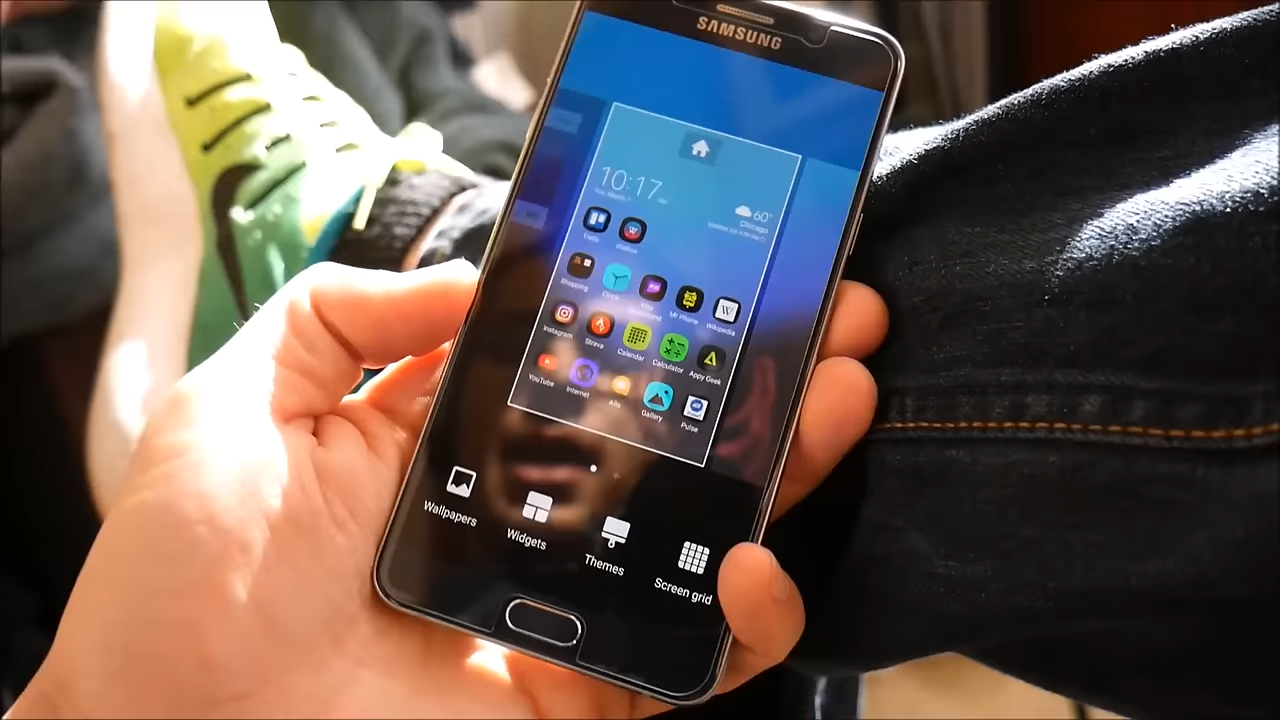 SAMSUNG
10:17
60°
Chicago
Trello
Shopping
Clock
Mr Phone
Wikipedia
Instagram
Strava
Calendar
Calculator
Appy Geek
YouTube
Internet
Allo
Gallery
Pulse
Wallpapers
Widgets
Themes
Screen grid